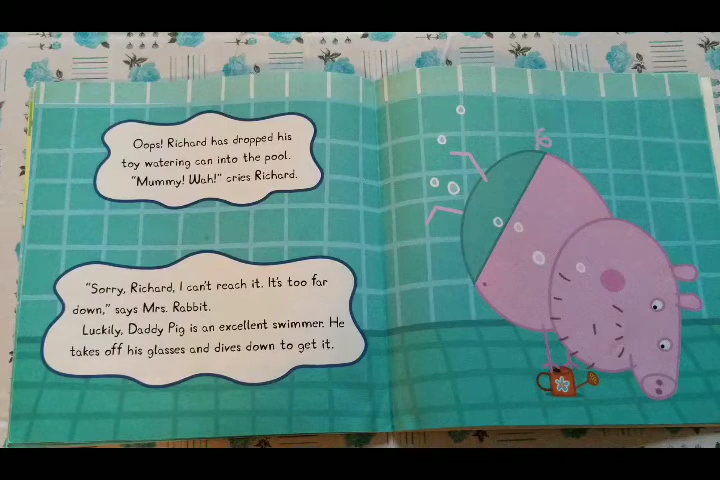 Oops! Richard has dropped his
toy watering can into the pool.
"Mummy! Wah!" cries Richard.
"Sorry, Richard, I can't reach it. It's too far
down," says Mrs. Rabbit.
Luckily, Daddy Pig is an excellent swimmer. He
takes off his glasses and dives down to get it.